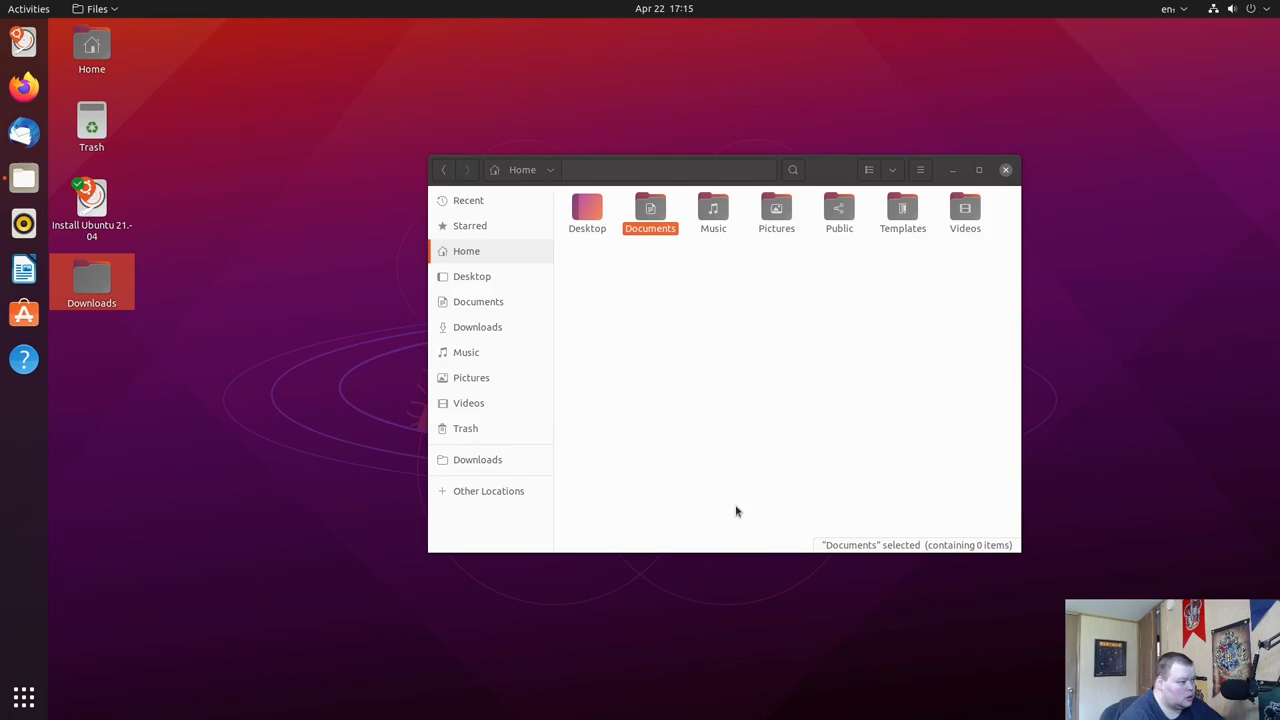 Activities
Files
Apr 22 17:15
en₁
Home
Trash
Install Ubuntu 21.-
04
Downloads
Home
Recent
Starred
Home
Desktop
Documents
Downloads
Music
Pictures
Videos
Trash
Downloads
Other Locations
Desktop
Documents
Music
Pictures
Public
Templates
Videos
"Documents" selected (containing 0 items)